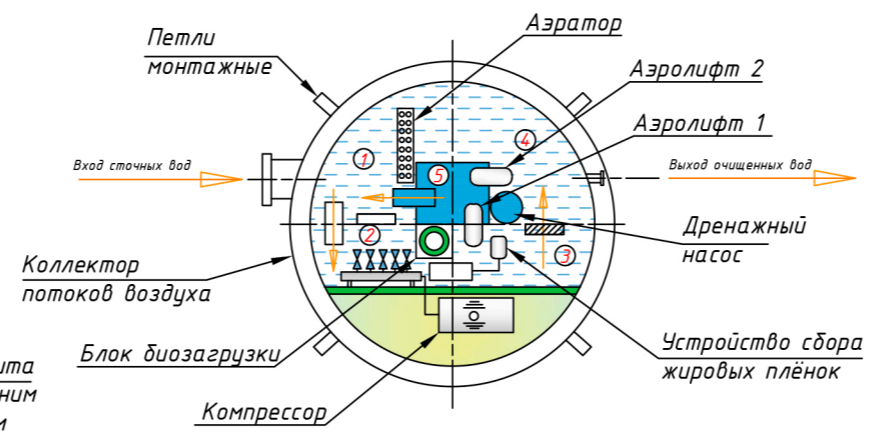 Аэратор
Петли
монтажные
Аэролифт 2
Аэролифт 1
4
1
Вход сточных вод
5
Выход очищенных вод
2
3
Дренажный
насос
Коллектор
потоков воздуха
Устройство сбора
жировых плёнок
Блок биозагрузки
Компрессор